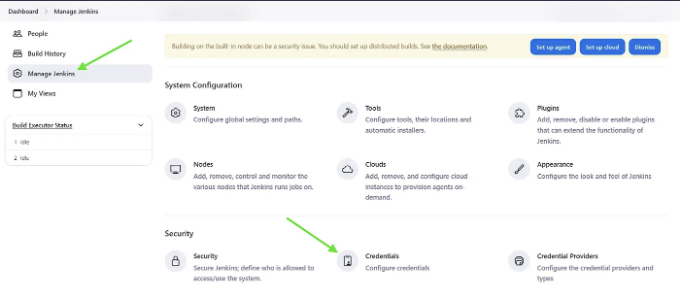 Dashboard > Manage Jenkins
People
Build History
Manage Jenkins
My Views
Build Executor Status
1 Idle
2 Idle
Building on the built-in node can be a security issue. You should set up distributed builds. See the documentation.
Set up agent
Set up cloud
Dismiss
System Configuration
System
Configure global settings and paths.
Tools
Configure tools, their locations and
automatic installers.
Plugins
Add, remove, disable or enable plugins
that can extend the functionality of
Jenkins.
Nodes
Add, remove, control and monitor the
various nodes that Jenkins runs jobs on.
Clouds
Add, remove, and configure cloud
instances to provision agents on-
demand.
Appearance
Configure the look and feel of Jenkins
Security
Security
Secure Jenkins; define who is allowed to
access/use the system.
Credentials
Configure credentials
Credential Providers
Configure the credential providers and
types